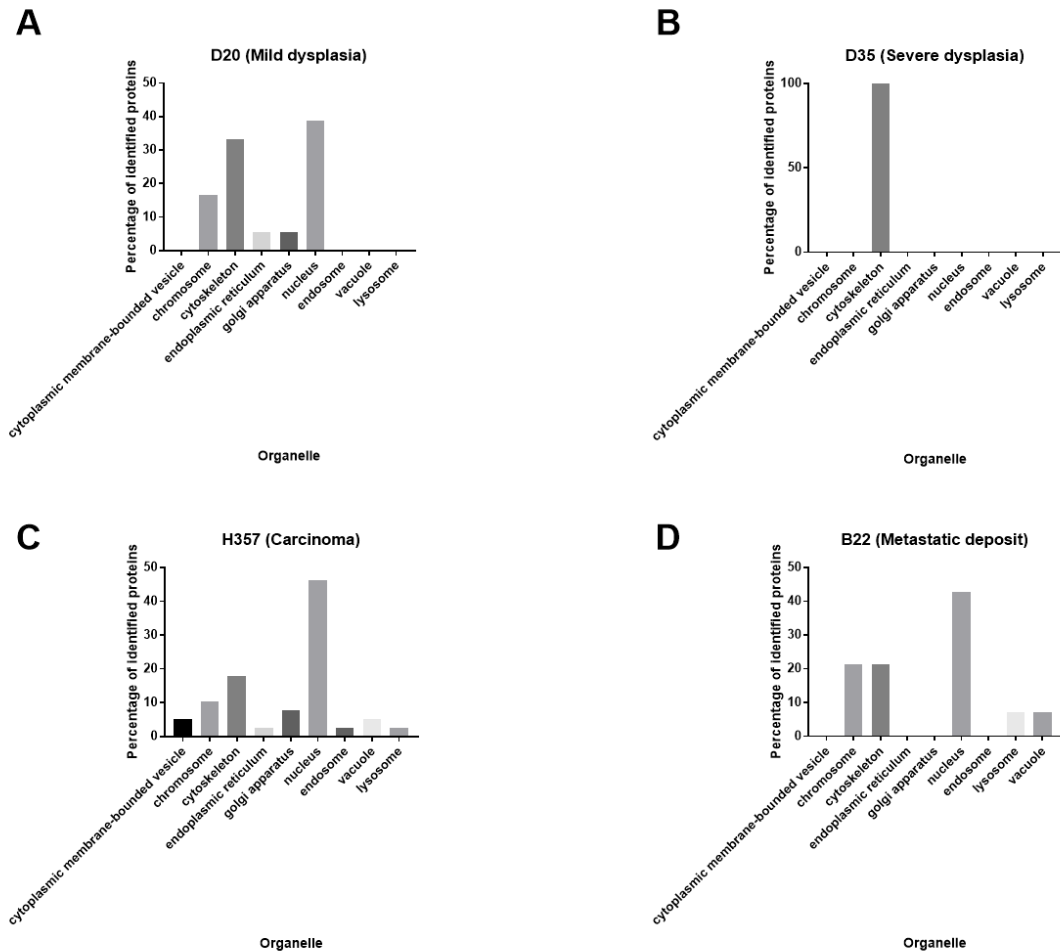 A
D20 (Mild dysplasia)
Percentage of identified proteins
50
40
30
20
10
0
cytoplasmic membrane-bounded vesicle
chromosome
cytoskeleton
endoplasmic reticulum
golgi apparatus
nucleus
endosome
vacuole
lysosome
Organelle
B
D35 (Severe dysplasia)
Percentage of identified proteins
100
50
0
cytoplasmic membrane-bounded vesicle
chromosome
cytoskeleton
endoplasmic reticulum
golgi apparatus
nucleus
endosome
vacuole
lysosome
Organelle
C
H357 (Carcinoma)
Percentage of identified proteins
50
40
30
20
10
0
cytoplasmic membrane-bounded vesicle
chromosome
cytoskeleton
endoplasmic reticulum
golgi apparatus
nucleus
endosome
vacuole
lysosome
Organelle
D
B22 (Metastatic deposit)
Percentage of identified proteins
50
40
30
20
10
0
cytoplasmic membrane-bounded vesicle
chromosome
cytoskeleton
endoplasmic reticulum
golgi apparatus
nucleus
endosome
lysosome
vacuole
Organelle